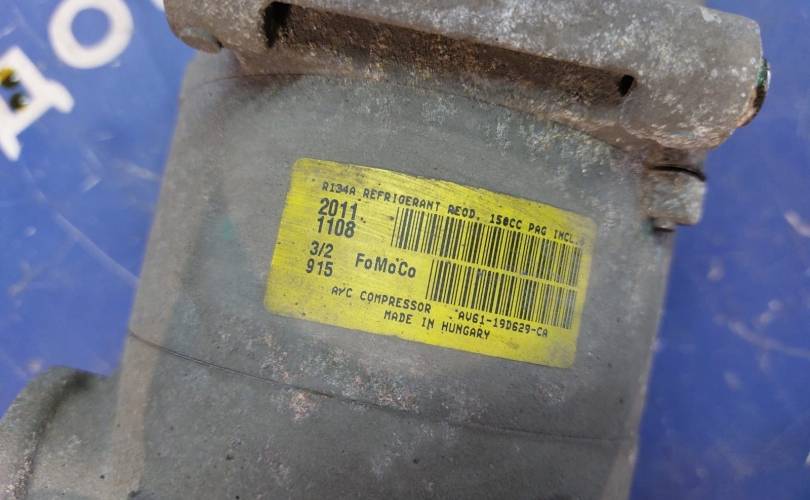 ДО
R134A REFRIGERANT REQD. 150CC PAG INCL.
2011
1108
3/2
915
FoMoCo
A/C COMPRESSOR AV61-19D629-CA
MADE IN HUNGARY